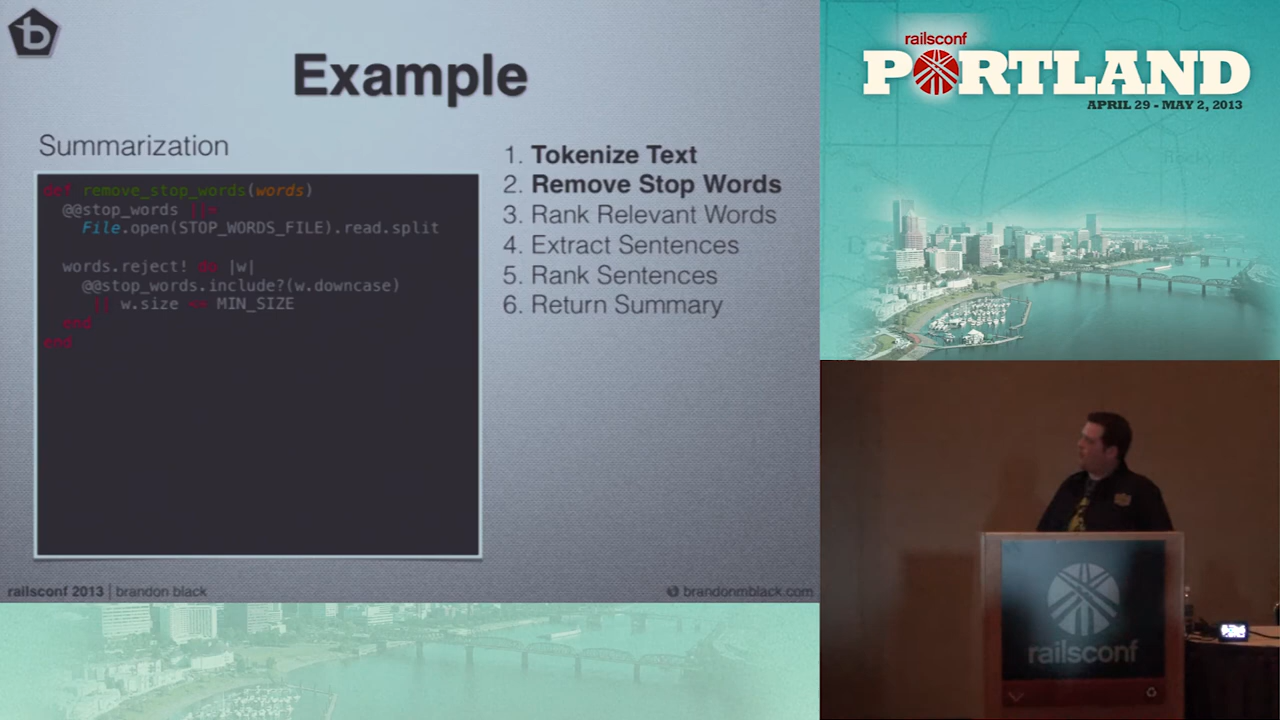 Example
Summarization
def remove_stop_words(words)
@@stop_words ||=
File.open(STOP_WORDS_FILE).read.split
words.reject! do |w|
@@stop_words.include?(w.downcase)
|| w.size == MIN_SIZE
end
end
1. Tokenize Text
2. Remove Stop Words
3. Rank Relevant Words
4. Extract Sentences
5. Rank Sentences
6. Return Summary
railsconf 2013 | brandon black
brandonmblack.com
railsconf
PORTLAND
APRIL 29 - MAY 2, 2013
railsconf